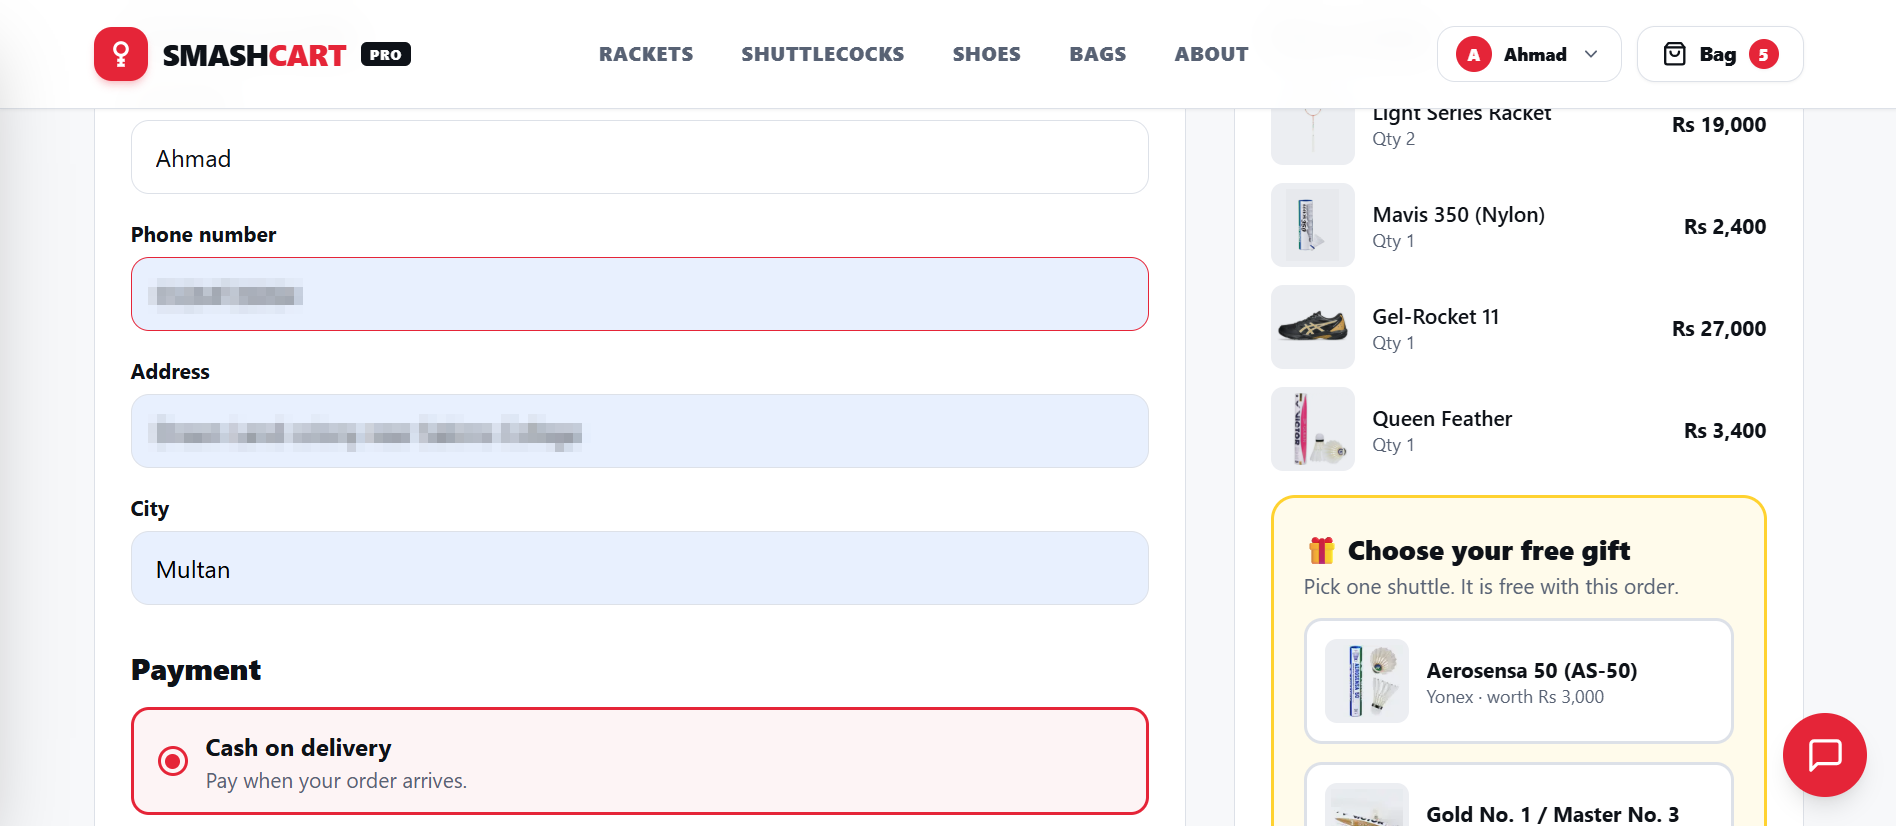 SMASHCART PRO
RACKETS SHUTTLECOCKS SHOES BAGS ABOUT
A Ahmad
Bag 5
Ahmad
Phone number
Address
City
Multan
Payment
Cash on delivery
Pay when your order arrives.
Light Series Racket
Qty 2
Rs 19,000
Mavis 350 (Nylon)
Qty 1
Rs 2,400
Gel-Rocket 11
Qty 1
Rs 27,000
VICTOR
Queen Feather
Qty 1
Rs 3,400
🎁 Choose your free gift
Pick one shuttle. It is free with this order.
AEROSENSA 50
Aerosensa 50 (AS-50)
Yonex · worth Rs 3,000
Gold No. 1 / Master No. 3